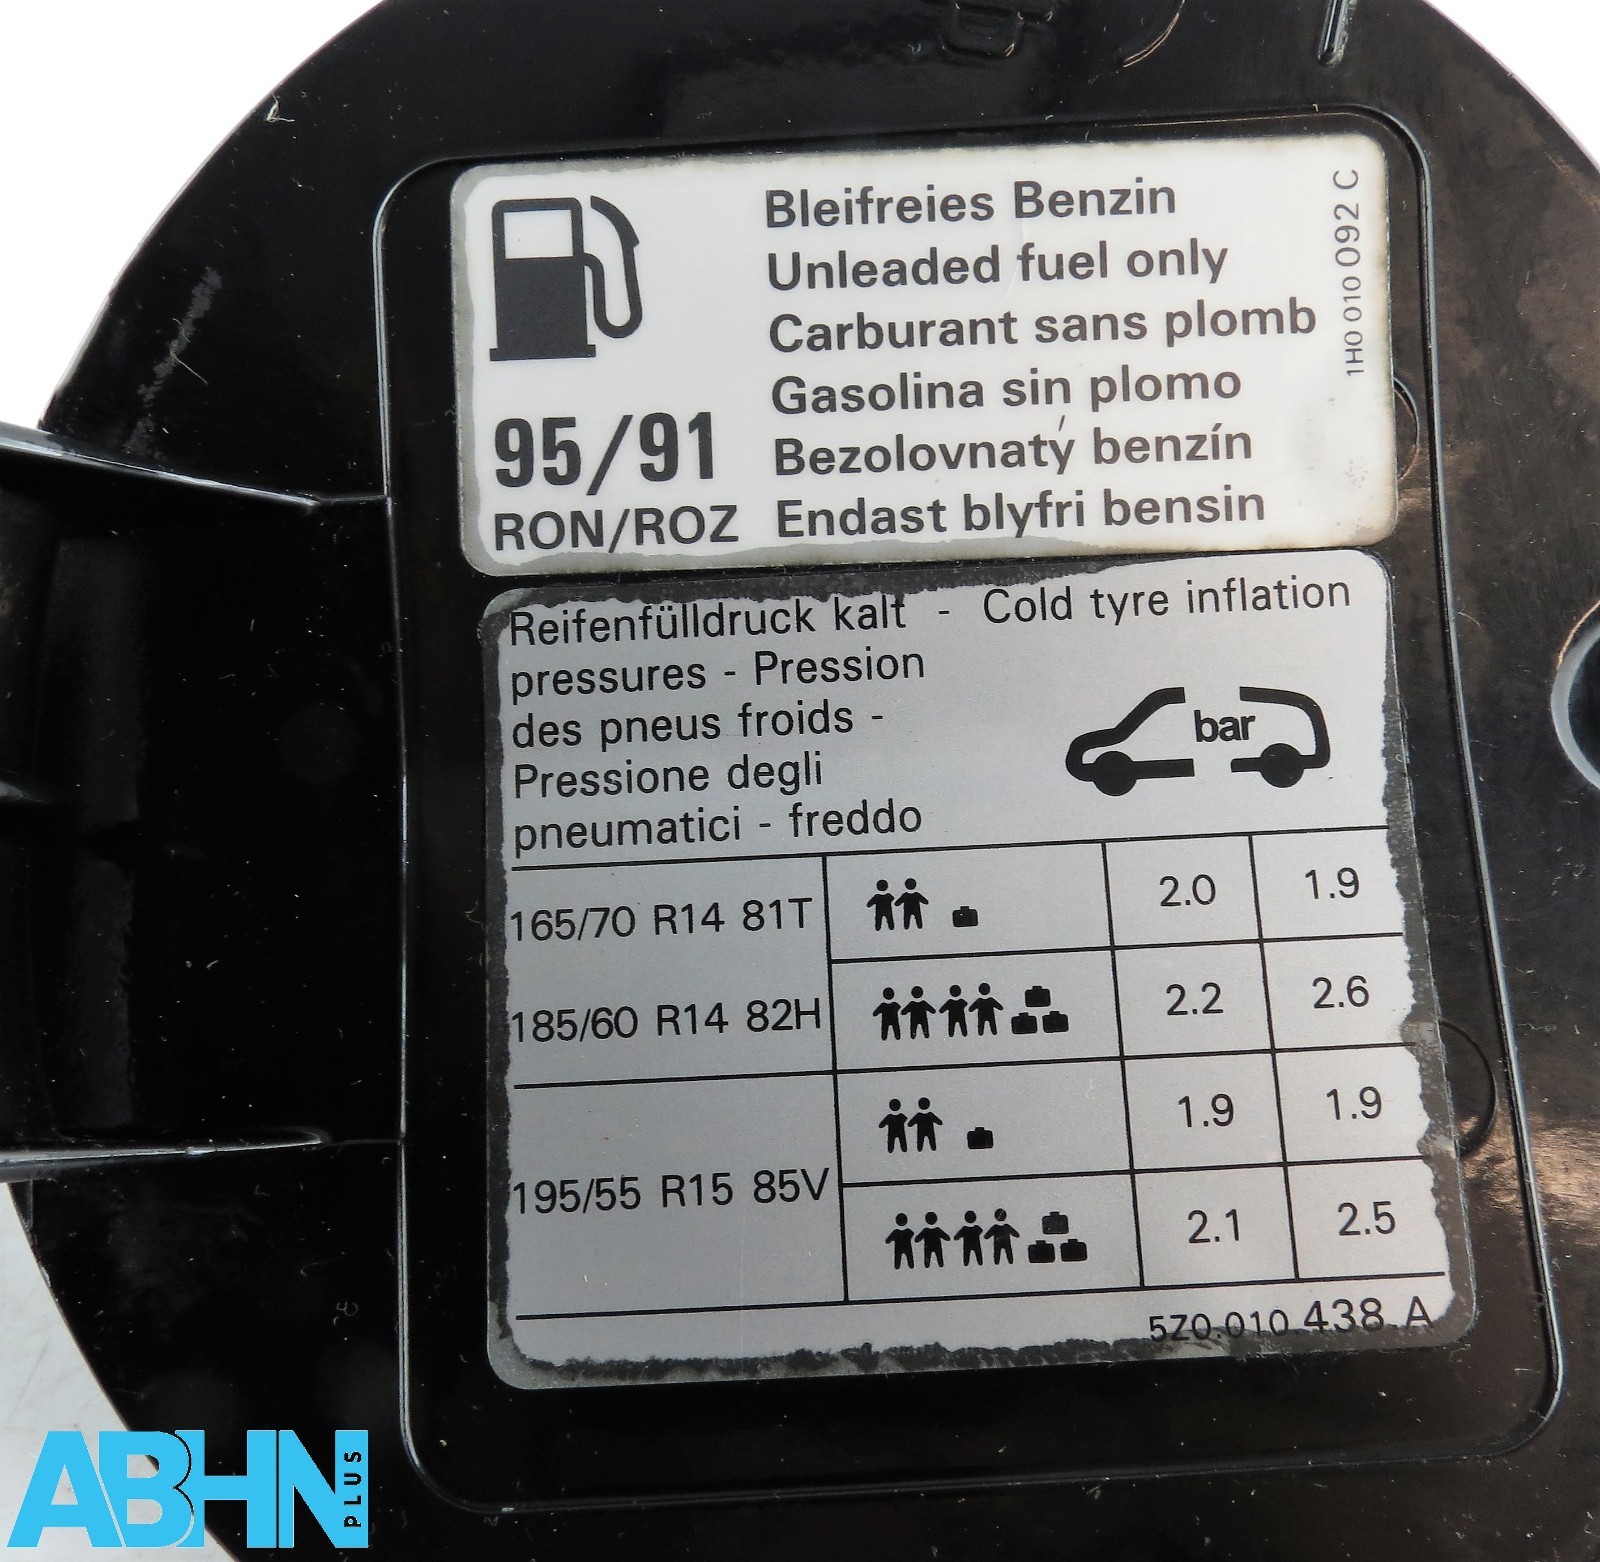 Bleifreies Benzin
Unleaded fuel only
Carburant sans plomb
Gasolina sin plomo
Bezolovnatý benzín
Endast blyfri bensin
95/91
RON/ROZ
1H0 010 092 C
Reifenfülldruck kalt - Cold tyre inflation
pressures - Pression
des pneus froids -
Pressione degli
pneumatici - freddo
bar
165/70 R14 81T
185/60 R14 82H
2.0 1.9
2.2 2.6
195/55 R15 85V
1.9 1.9
2.1 2.5
5Z0.010.438.A
ABHN PLUS